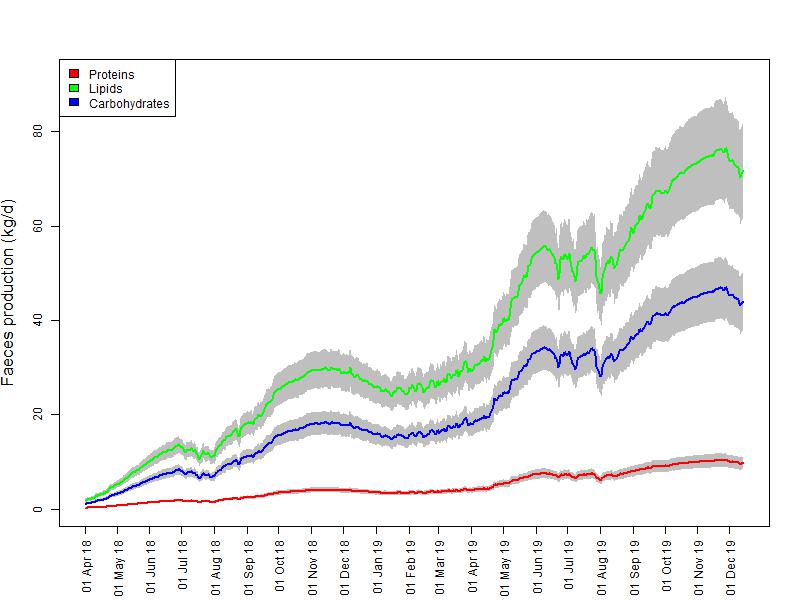 Proteins
Lipids
Carbohydrates
Faeces production (kg/d)
80
60
40
20
0
01 Apr 18
01 May 18
01 Jun 18
01 Jul 18
01 Aug 18
01 Sep 18
01 Oct 18
01 Nov 18
01 Dec 18
01 Jan 19
01 Feb 19
01 Mar 19
01 Apr 19
01 May 19
01 Jun 19
01 Jul 19
01 Aug 19
01 Sep 19
01 Oct 19
01 Nov 19
01 Dec 19